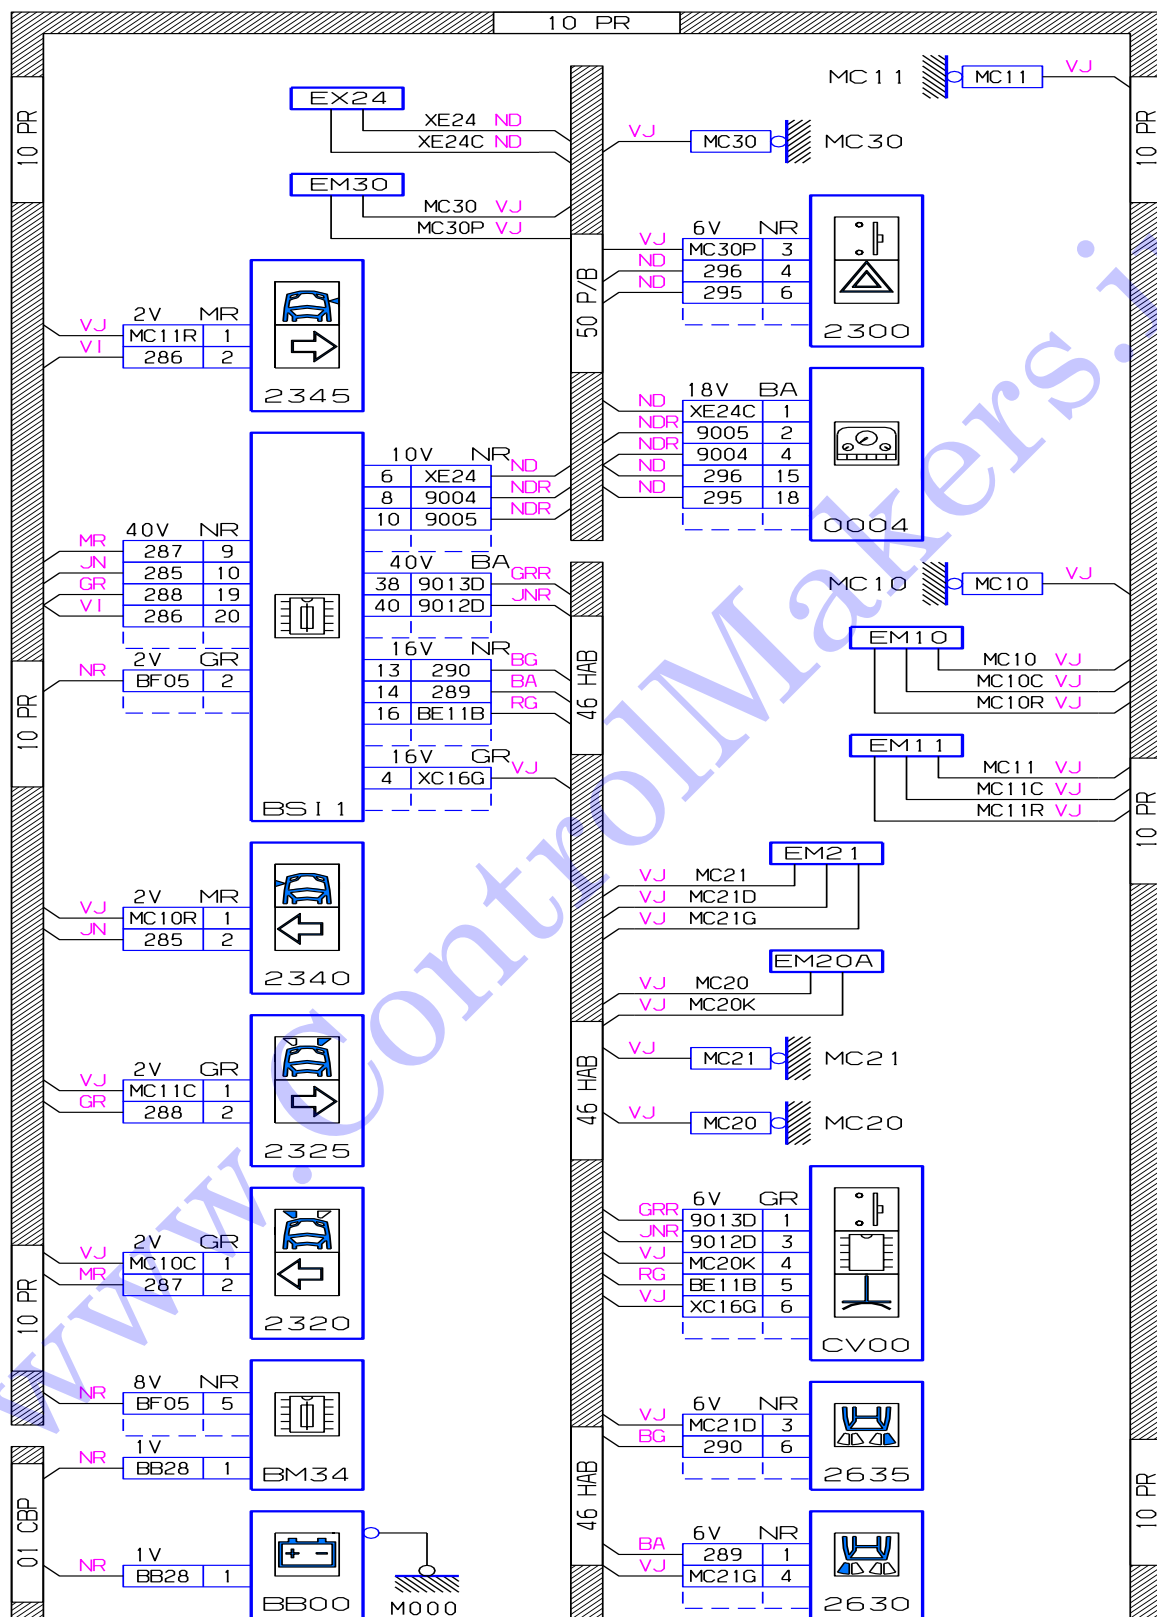 10 PR
MC11
MC11
VJ
10 PR
10 PR
EX24
XE24 ND
XE24C ND
VJ
MC30
MC30
EM30
MC30 VJ
MC30P VJ
6V NR
VJ MC30P 3
ND 296 4
ND 295 6
2300
50 P/B
2V MR
VJ MC11R 1
VI 286 2
2345
18V BA
ND XE24C 1
NDR 9005 2
NDR 9004 4
ND 296 15
ND 295 18
0004
10V NR
6 XE24 ND
8 9004 NDR
10 9005 NDR
40V NR
MR 287 9
JN 285 10
GR 288 19
VI 286 20
40V BA
38 9013D GRR
40 9012D JNR
2V GR
NR BF05 2
16V NR
13 290 BG
14 289 BA
16 BE11B RG
16V GR
4 XC16G VJ
BSI1
10 PR
46 HAB
MC10
MC10
VJ
EM10
MC10 VJ
MC10C VJ
MC10R VJ
EM11
MC11 VJ
MC11C VJ
MC11R VJ
10 PR
EM21
VJ MC21
VJ MC21D
VJ MC21G
2V MR
VJ MC10R 1
JN 285 2
2340
EM20A
VJ MC20
VJ MC20K
46 HAB
VJ
MC21
MC21
2V GR
VJ MC11C 1
GR 288 2
2325
VJ
MC20
MC20
6V GR
GRR 9013D 1
JNR 9012D 3
VJ MC20K 4
RG BE11B 5
VJ XC16G 6
CV00
2V GR
VJ MC10C 1
MR 287 2
2320
10 PR
8V NR
NR BF05 5
1V
NR BB28 1
BM34
6V NR
VJ MC21D 3
BG 290 6
2635
01 CBP
46 HAB
10 PR
1V
NR BB28 1
BB00
M000
6V NR
BA 289 1
VJ MC21G 4
2630
www.ControlMakers.i